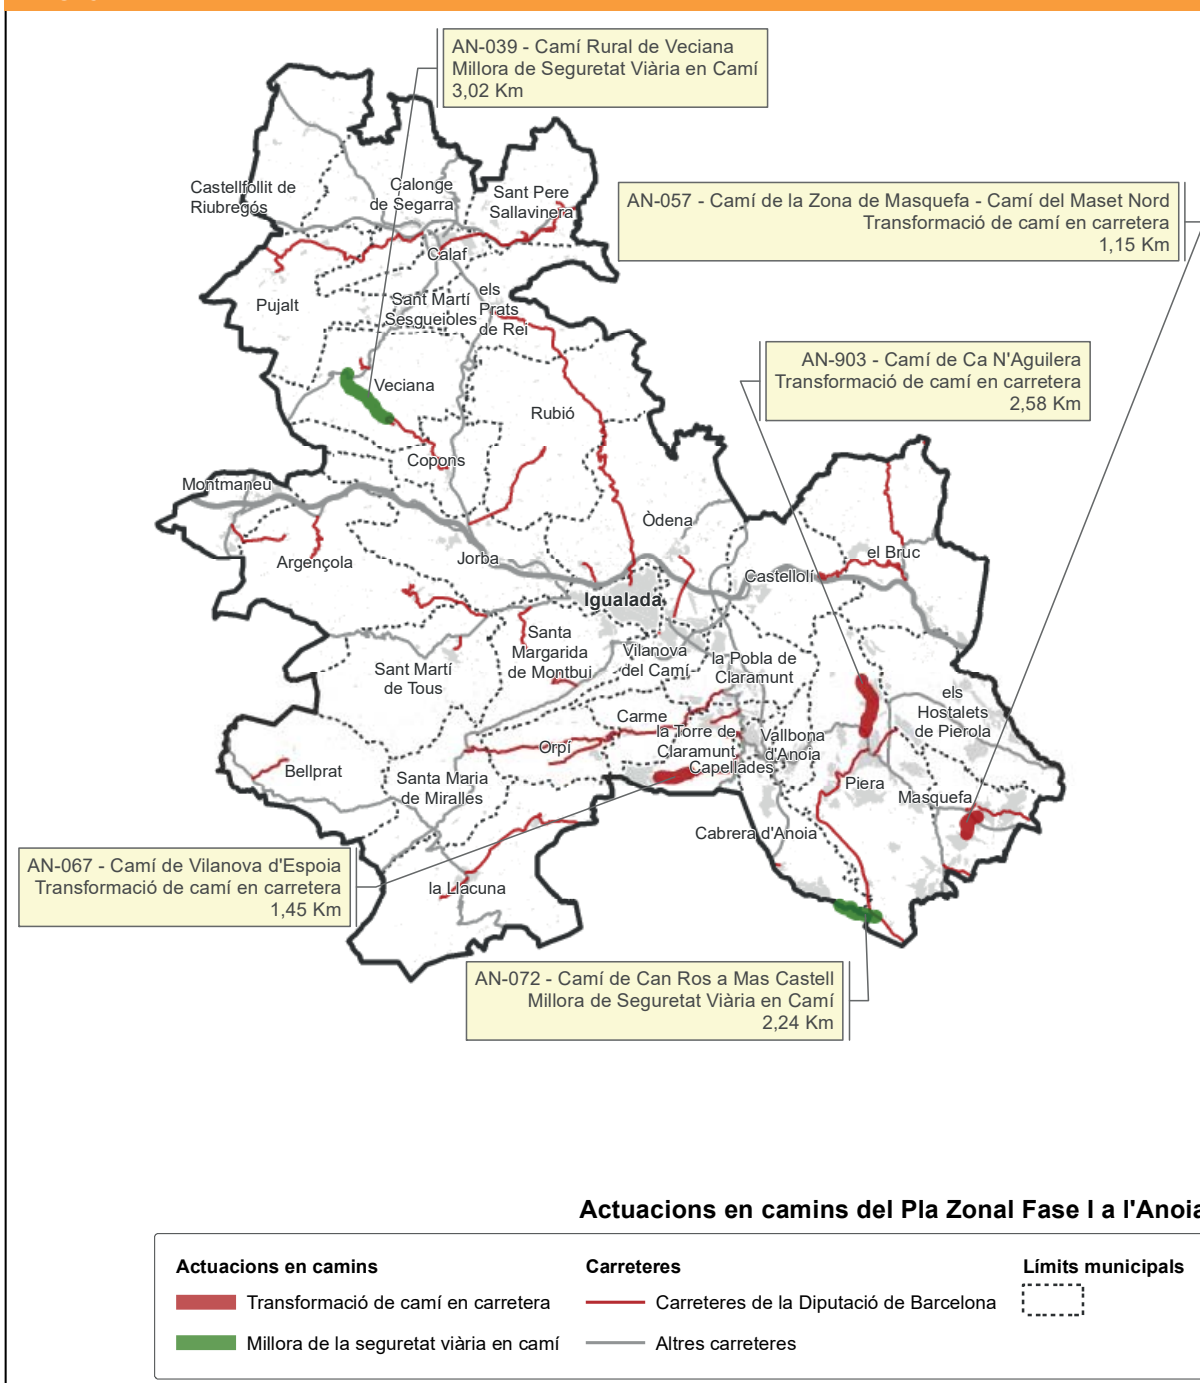 AN-039 - Camí Rural de Veciana
Millora de Seguretat Viària en Camí
3,02 Km
Castellfollit de
Riubregós
Calonge
de Segarra
Sant Pere
Sallavinera
AN-057 - Camí de la Zona de Masquefa - Camí del Maset Nord
Transformació de camí en carretera
1,15 Km
Calaf
Pujalt
Sant Martí
Sesgueioles
els
Prats
de Rei
AN-903 - Camí de Ca N'Aguilera
Transformació de camí en carretera
2,58 Km
Veciana
Rubió
Copons
Montmaneu
Òdena
Argençola
Jorba
el Bruc
Castellolí
Igualada
Santa
Margarida
de Montbui
Vilanova
del Camí
la Pobla de
Claramunt
Sant Martí
de Tous
els
Hostalets
de Pierola
Carme
la Torre de
Claramunt
Vallbona
d'Anoia
Orpí
Capellades
Bellprat
Santa Maria
de Miralles
Piera
Masquefa
Cabrera d'Anoia
AN-067 - Camí de Vilanova d'Espoia
Transformació de camí en carretera
1,45 Km
la Llacuna
AN-072 - Camí de Can Ros a Mas Castell
Millora de Seguretat Viària en Camí
2,24 Km
Actuacions en camins del Pla Zonal Fase I a l'Anoia
Actuacions en camins
Transformació de camí en carretera
Millora de la seguretat viària en camí
Carreteres
Carreteres de la Diputació de Barcelona
Altres carreteres
Límits municipals